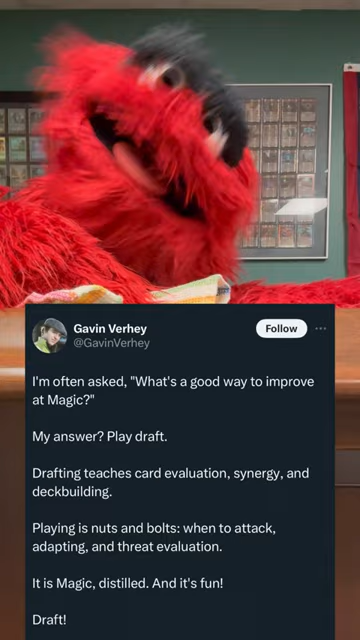 Gavin Verhey
@GavinVerhey
Follow
I'm often asked, "What's a good way to improve
at Magic?"
My answer? Play draft.
Drafting teaches card evaluation, synergy, and
deckbuilding.
Playing is nuts and bolts: when to attack,
adapting, and threat evaluation.
It is Magic, distilled. And it's fun!
Draft!